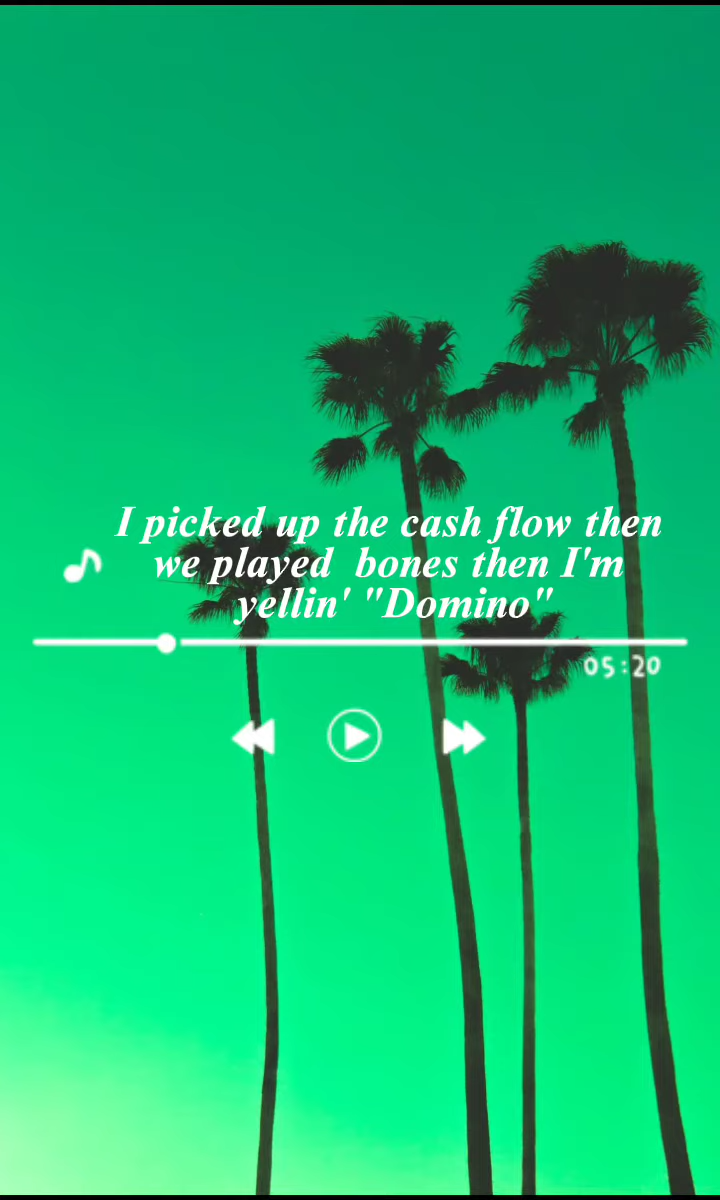 I picked up the cash flow then
we played bones then I'm
yellin' "Domino"
05:20